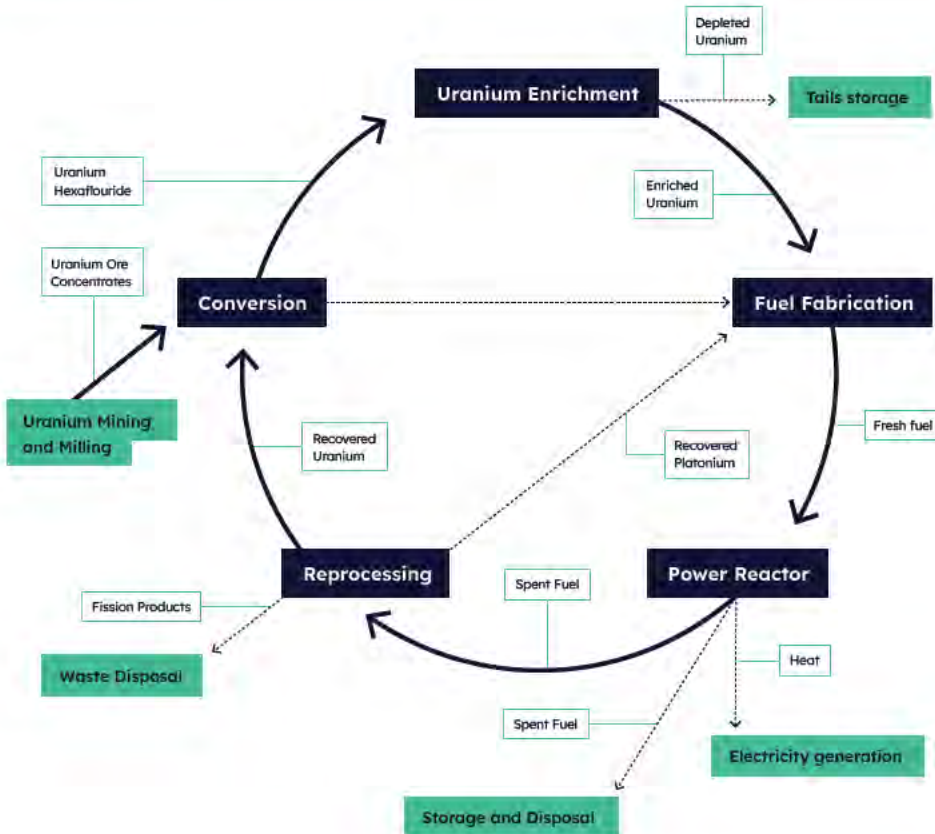 Depleted
Uranium
Uranium Enrichment
Tails storage
Uranium
Hexaflouride
Enriched
Uranium
Uranium Ore
Concentrates
Conversion
Fuel Fabrication
Uranium Mining
and Milling
Recovered
Uranium
Recovered
Platonium
Fresh fuel
Reprocessing
Power Reactor
Spent Fuel
Fission Products
Waste Disposal
Heat
Spent Fuel
Electricity generation
Storage and Disposal